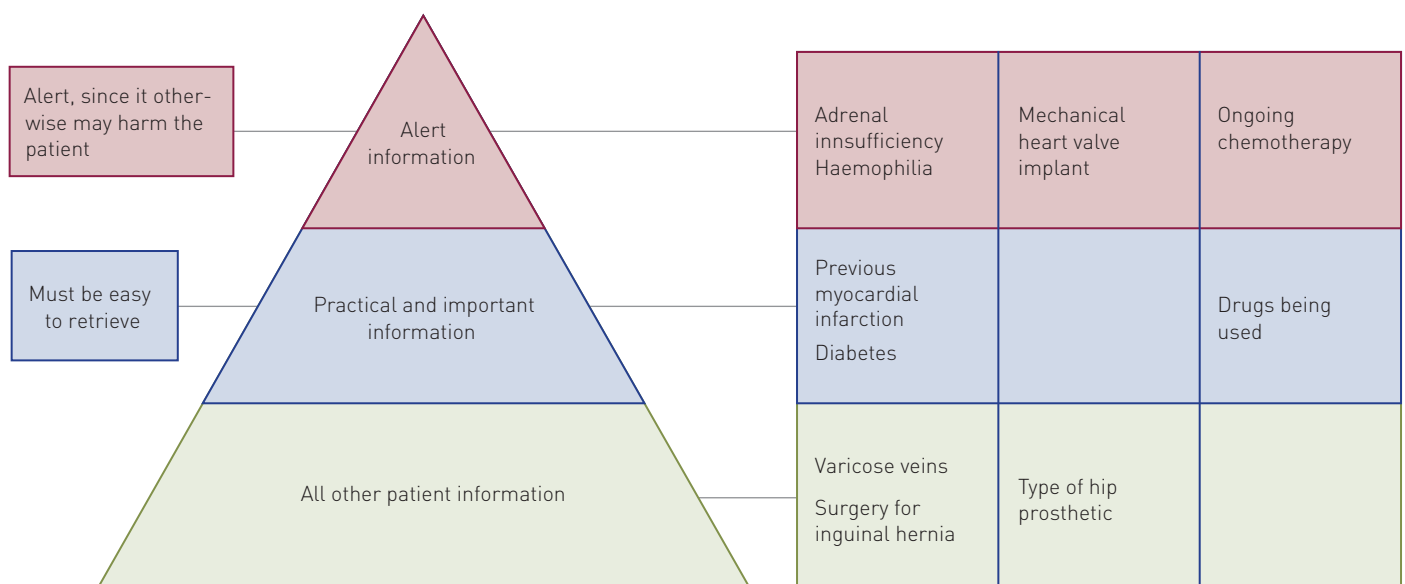 Alert, since it other-
wise may harm the
patient
Alert
information
Adrenal
innsufficiency
Haemophilia
Mechanical
heart valve
implant
Ongoing
chemotherapy
Must be easy
to retrieve
Practical and important
information
Previous
myocardial
infarction
Diabetes
Drugs being
used
All other patient information
Varicose veins
Surgery for
inguinal hernia
Type of hip
prosthetic